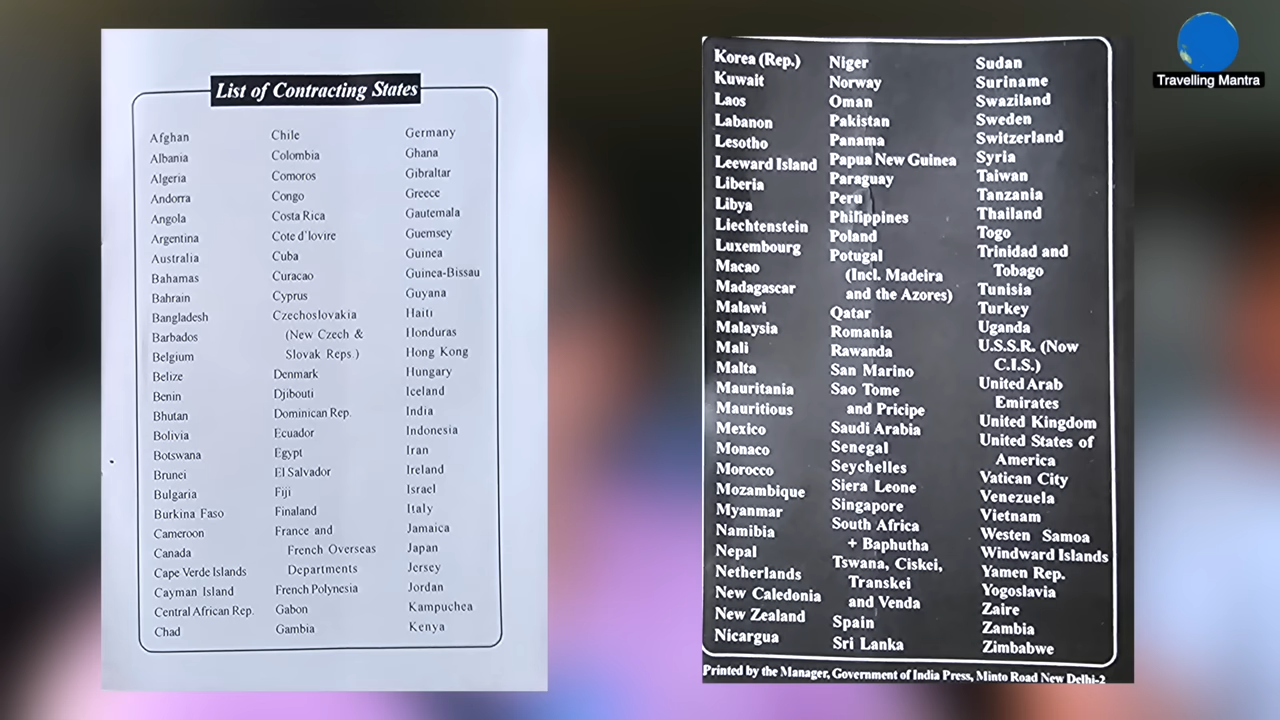 List of Contracting States
Afghan
Albania
Algeria
Andorra
Angola
Argentina
Australia
Bahamas
Bahrain
Bangladesh
Barbados
Belgium
Belize
Benin
Bhutan
Bolivia
Botswana
Brunei
Bulgaria
Burkina Faso
Cameroon
Canada
Cape Verde Islands
Cayman Island
Central African Rep.
Chad
Chile
Colombia
Comoros
Congo
Costa Rica
Cote d'lovire
Cuba
Curacao
Cyprus
Czechoslovakia
(New Czech &
Slovak Reps.)
Denmark
Djibouti
Dominican Rep.
Ecuador
Egypt
El Salvador
Fiji
Finaland
France and
French Overseas
Departments
French Polynesia
Gabon
Gambia
Germany
Ghana
Gibraltar
Greece
Gautemala
Guemsey
Guinea
Guinea-Bissau
Guyana
Haiti
Honduras
Hong Kong
Hungary
Iceland
India
Indonesia
Iran
Ireland
Israel
Italy
Jamaica
Japan
Jersey
Jordan
Kampuchea
Kenya
Korea (Rep.)
Kuwait
Laos
Labanon
Lesotho
Leeward Island
Liberia
Libya
Liechtenstein
Luxembourg
Macao
Madagascar
Malawi
Malaysia
Mali
Malta
Mauritania
Mauritious
Mexico
Monaco
Morocco
Mozambique
Myanmar
Namibia
Nepal
Netherlands
New Caledonia
New Zealand
Nicargua
Niger
Norway
Oman
Pakistan
Panama
Papua New Guinea
Paraguay
Peru
Philippines
Poland
Potugal
(Incl. Madeira
and the Azores)
Qatar
Romania
Rawanda
San Marino
Sao Tome
and Pricipe
Saudi Arabia
Senegal
Seychelles
Siera Leone
Singapore
South Africa
+ Baphutha
Tswana, Ciskei,
Transkei
and Venda
Spain
Sri Lanka
Sudan
Suriname
Swaziland
Sweden
Switzerland
Syria
Taiwan
Tanzania
Thailand
Togo
Trinidad and
Tobago
Tunisia
Turkey
Uganda
U.S.S.R. (Now
C.I.S.)
United Arab
Emirates
United Kingdom
United States of
America
Vatican City
Venezuela
Vietnam
Westen Samoa
Windward Islands
Yamen Rep.
Yogoslavia
Zaire
Zambia
Zimbabwe
Printed by the Manager, Government of India Press, Minto Road New Delhi-2
Travelling Mantra